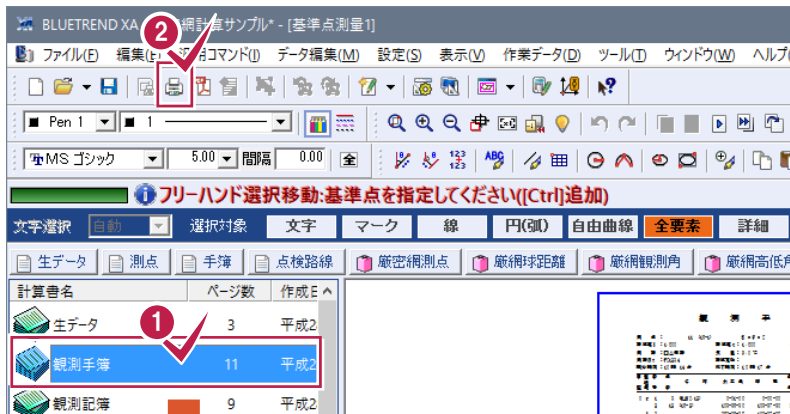 BLUETREND XA - 網計算サンプル* - [基準点測量1]
ファイル(F) 編集(E) 汎用コマンド(I) データ編集(M) 設定(S) 表示(V) 作業データ(D) ツール(T) ウィンドウ(W) ヘルプ(
2
Pen 1 1
MS ゴシック 5.00 間隔 0.00 全 123 ABC
フリーハンド選択移動:基準点を指定してください([Ctrl]追加)
文字選択 自動 選択対象 文字 マーク 線 円(弧) 自由曲線 全要素 詳細
生データ 測点 手簿 点検路線 厳密網測点 厳網球距離 厳網観測角 厳網高低角
計算書名 ページ数 作成日
生データ 3 平成2
1
観測手簿 11 平成2
観測記簿 9 平成2
観 測 手